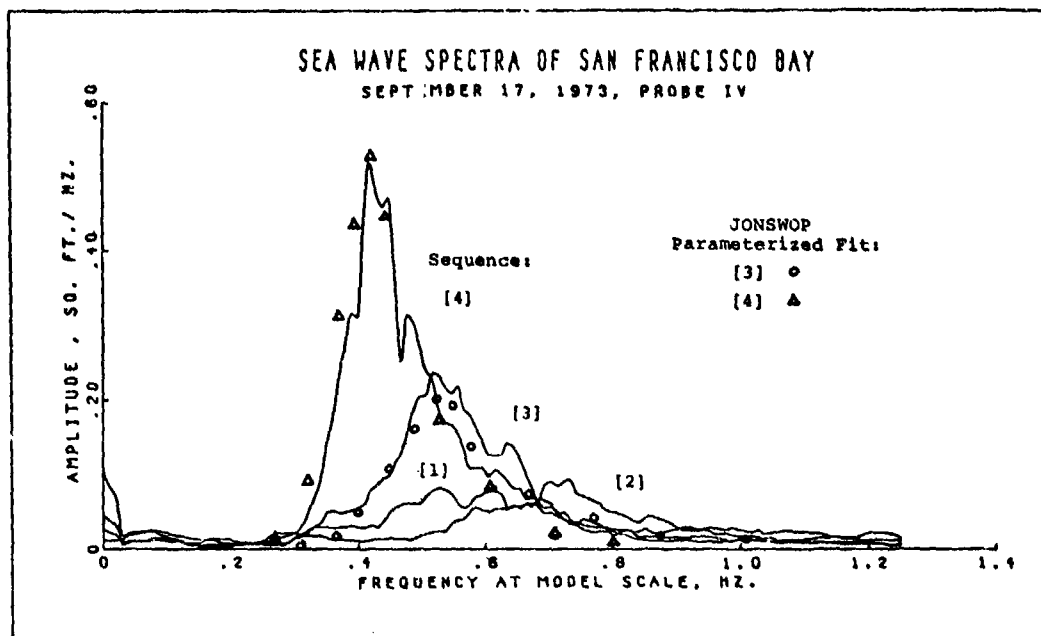 SEA WAVE SPECTRA OF SAN FRANCISCO BAY
SEPT:MBER 17, 1973, PROBE IV
.60
.40
.20
0
AMPLITUDE , SQ. FT./ HZ.
JONSWOP
Parameterized Fit:
[3]
[4]
Sequence:
[4]
[3]
[1]
[2]
0 .2 .4 .6 .8 1.0 1.2 1.4
FREQUENCY AT MODEL SCALE, HZ.